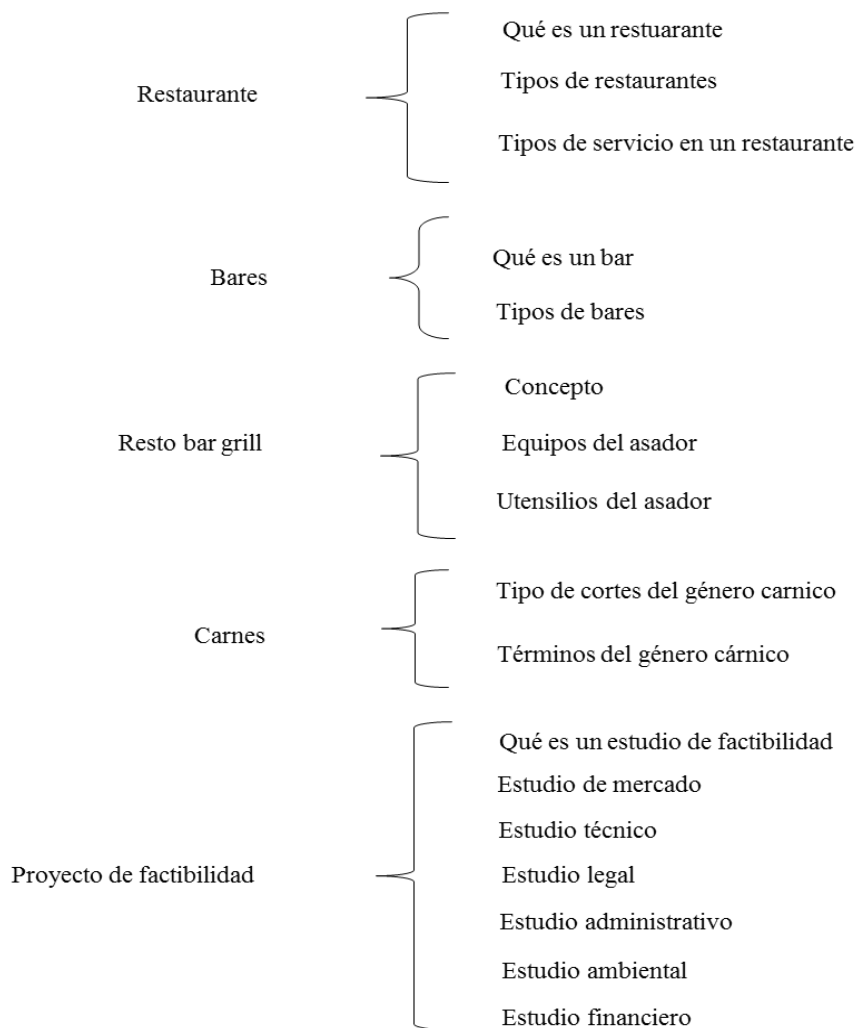 Restaurante
Qué es un restuarante
Tipos de restaurantes
Tipos de servicio en un restaurante
Bares
Qué es un bar
Tipos de bares
Resto bar grill
Concepto
Equipos del asador
Utensilios del asador
Carnes
Tipo de cortes del género carnico
Términos del género cárnico
Proyecto de factibilidad
Qué es un estudio de factibilidad
Estudio de mercado
Estudio técnico
Estudio legal
Estudio administrativo
Estudio ambiental
Estudio financiero